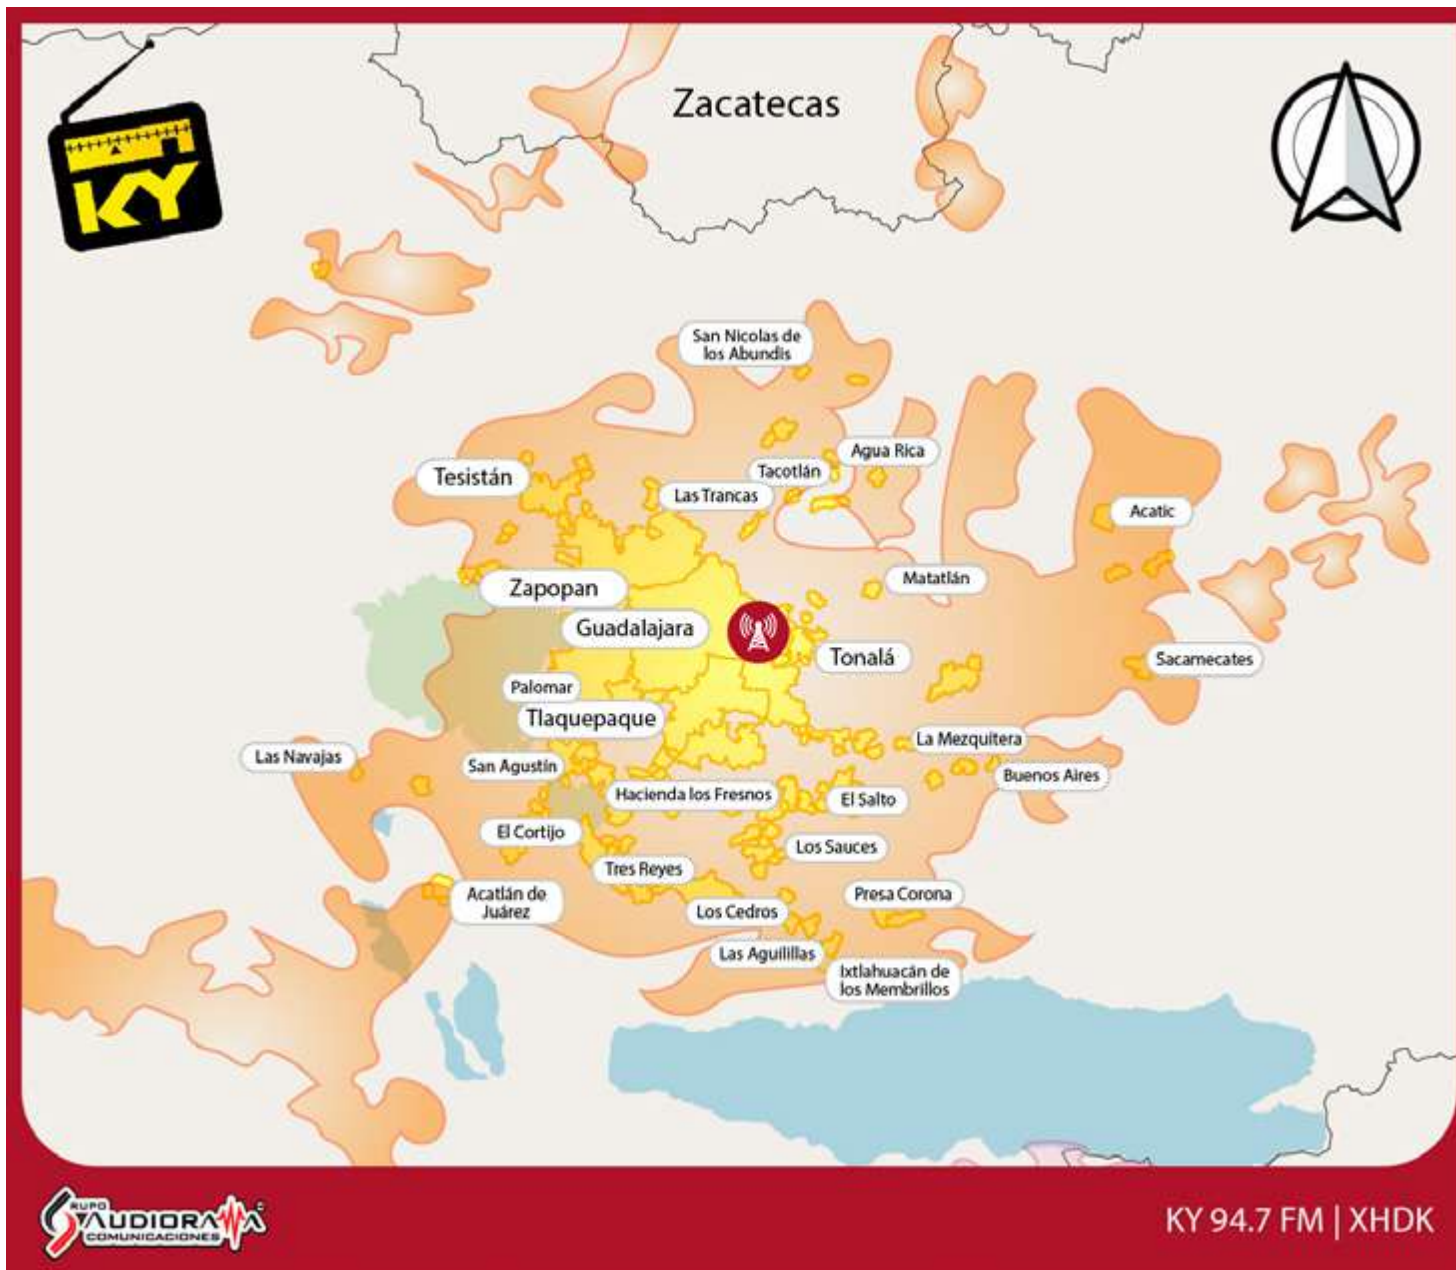 Zacatecas
KY
San Nicolas de
los Abundis
Agua Rica
Tacotlán
Tesistán
Las Trancas
Acatic
Matatlán
Zapopan
Guadalajara
Tonalá
Sacamecates
Palomar
Tlaquepaque
La Mezquitera
Las Navajas
San Agustín
Buenos Aires
Hacienda los Fresnos
El Salto
El Cortijo
Los Sauces
Tres Reyes
Acatlán de
Juárez
Presa Corona
Los Cedros
Las Aguilillas
Ixtlahuacán de
los Membrillos
GRUPO
AUDIORAMA
COMUNICACIONES
KY 94.7 FM | XHDK